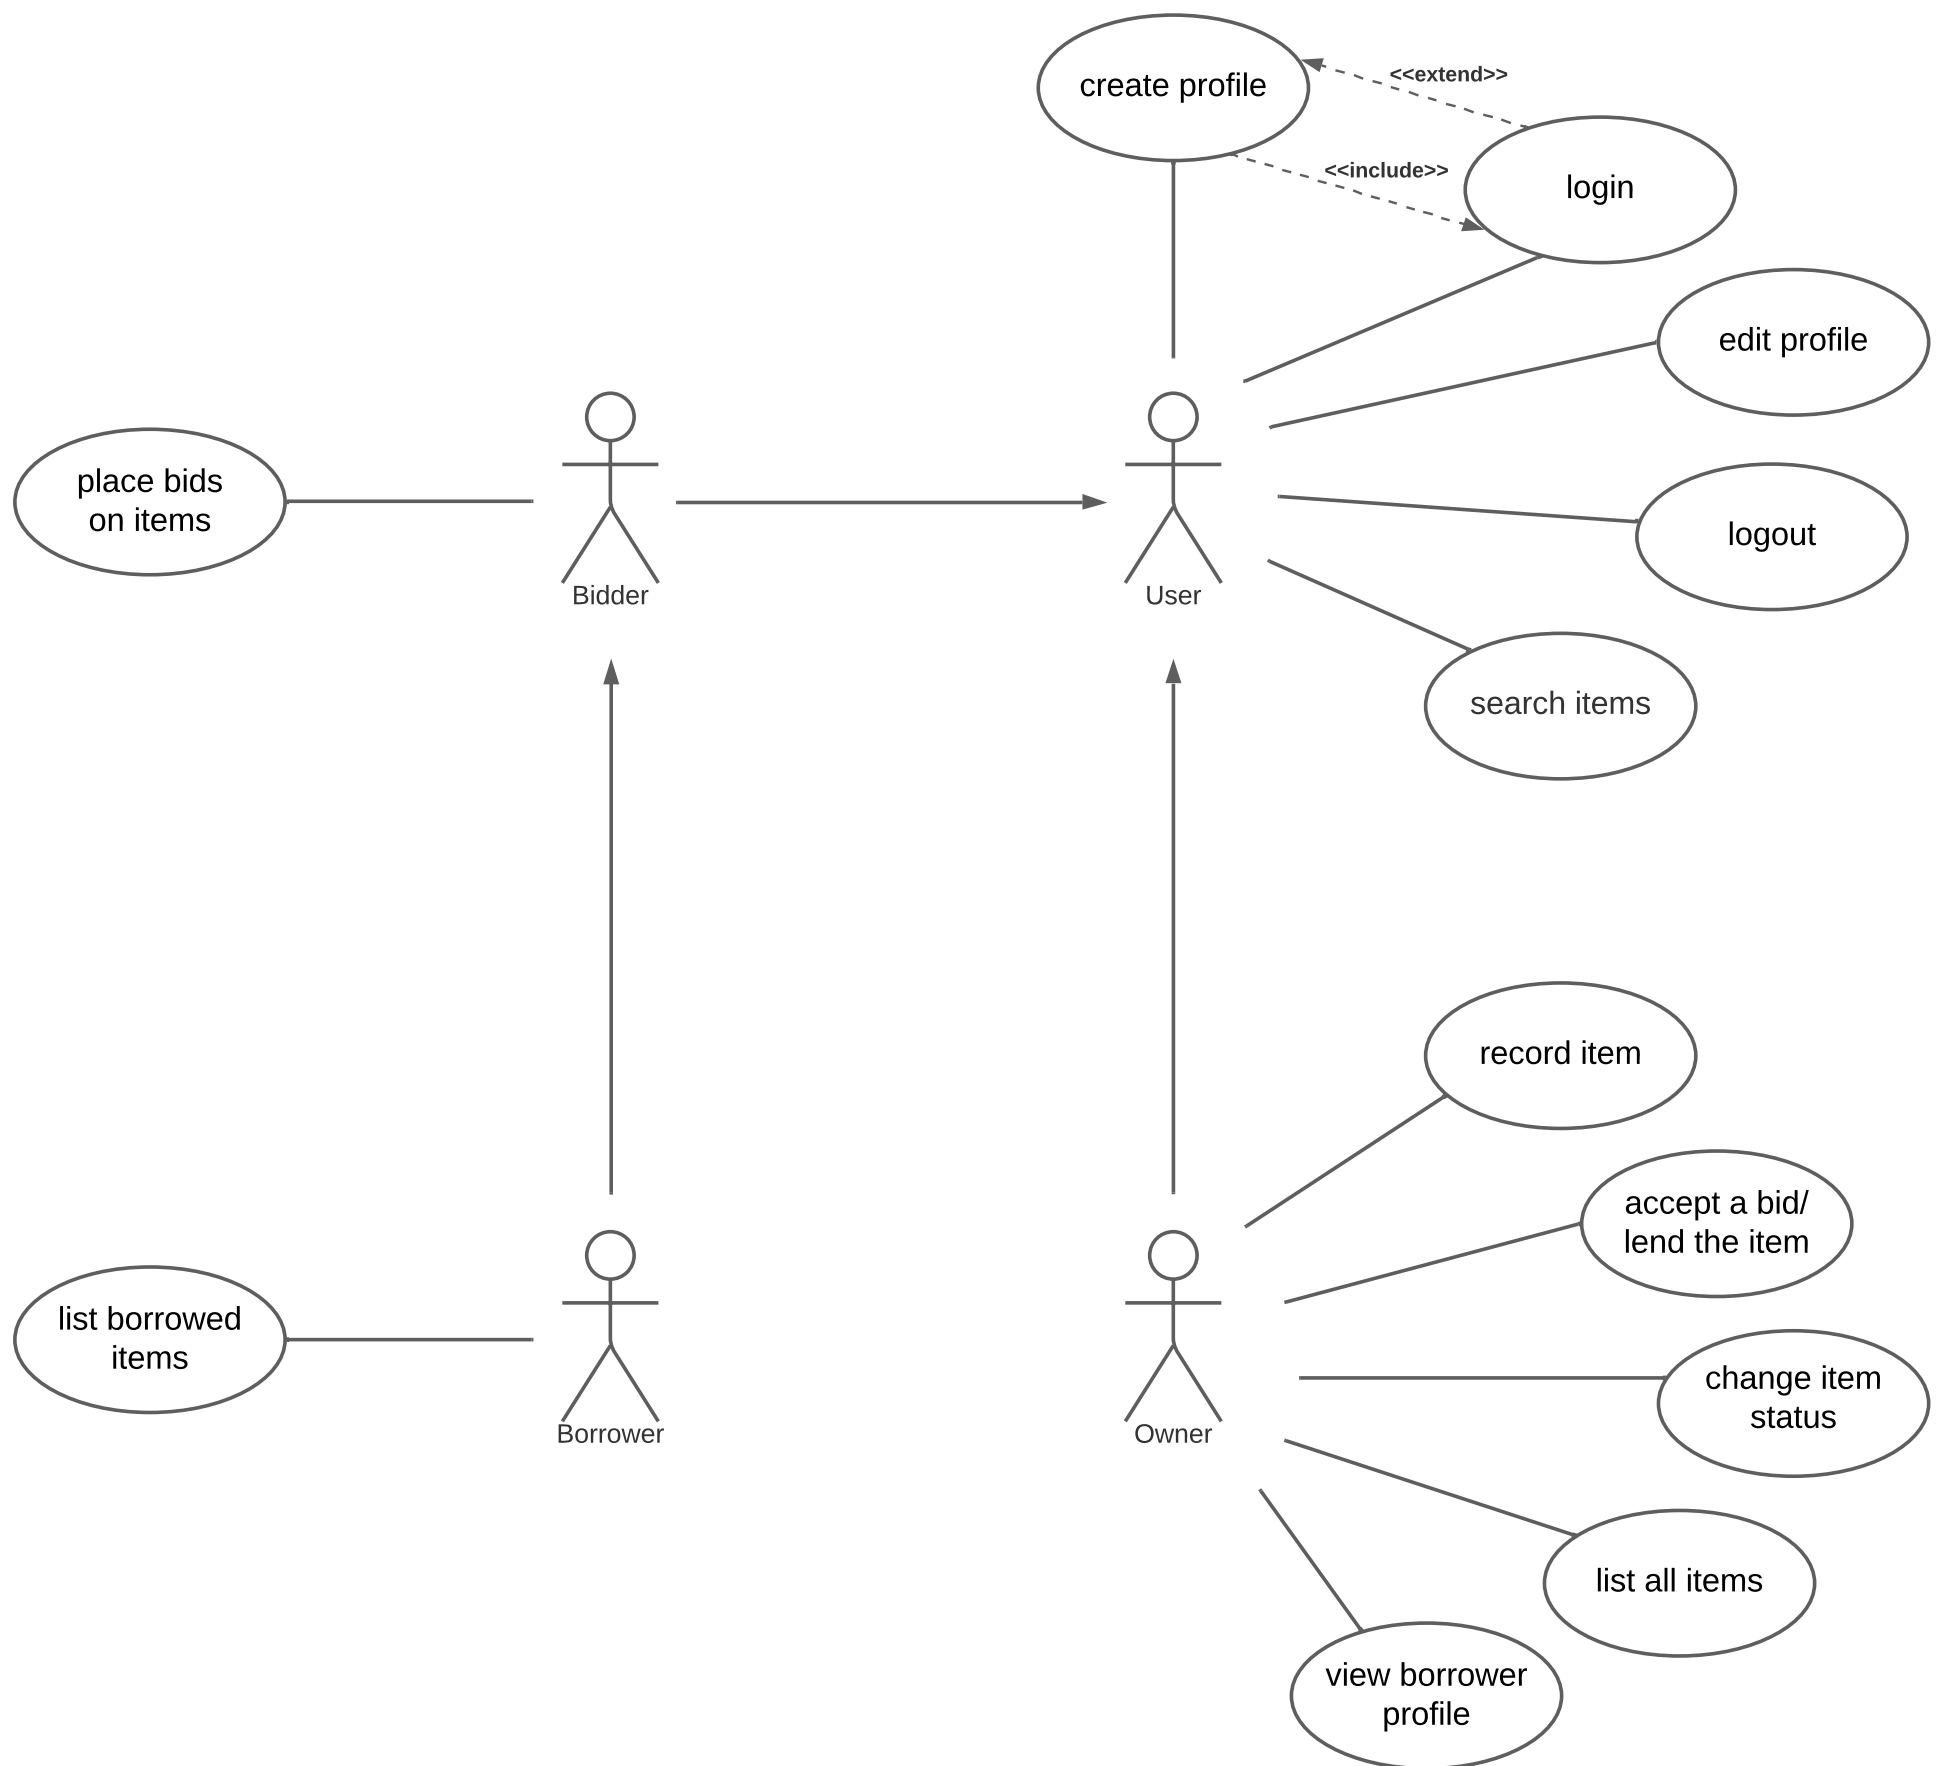 create profile
<<extend>>
<<include>>
login
edit profile
place bids
on items
Bidder
User
logout
search items
record item
accept a bid/
lend the item
list borrowed
items
Borrower
Owner
change item
status
list all items
view borrower
profile